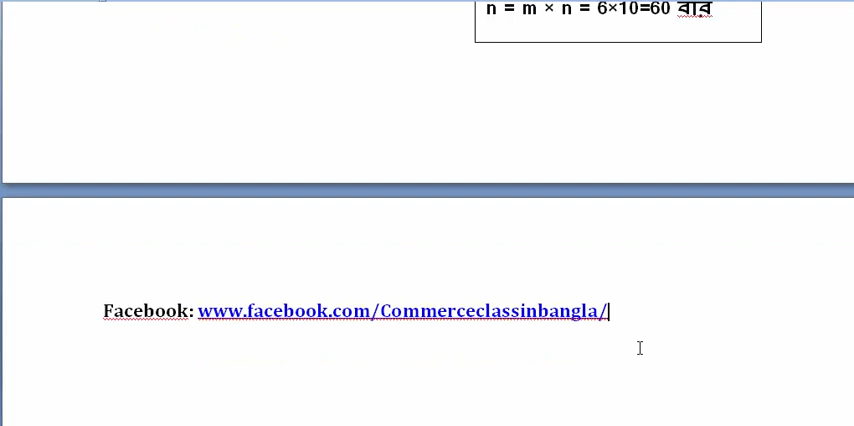 n = m × n = 6×10=60 বার
Facebook: www.facebook.com/Commerceclassinbangla/